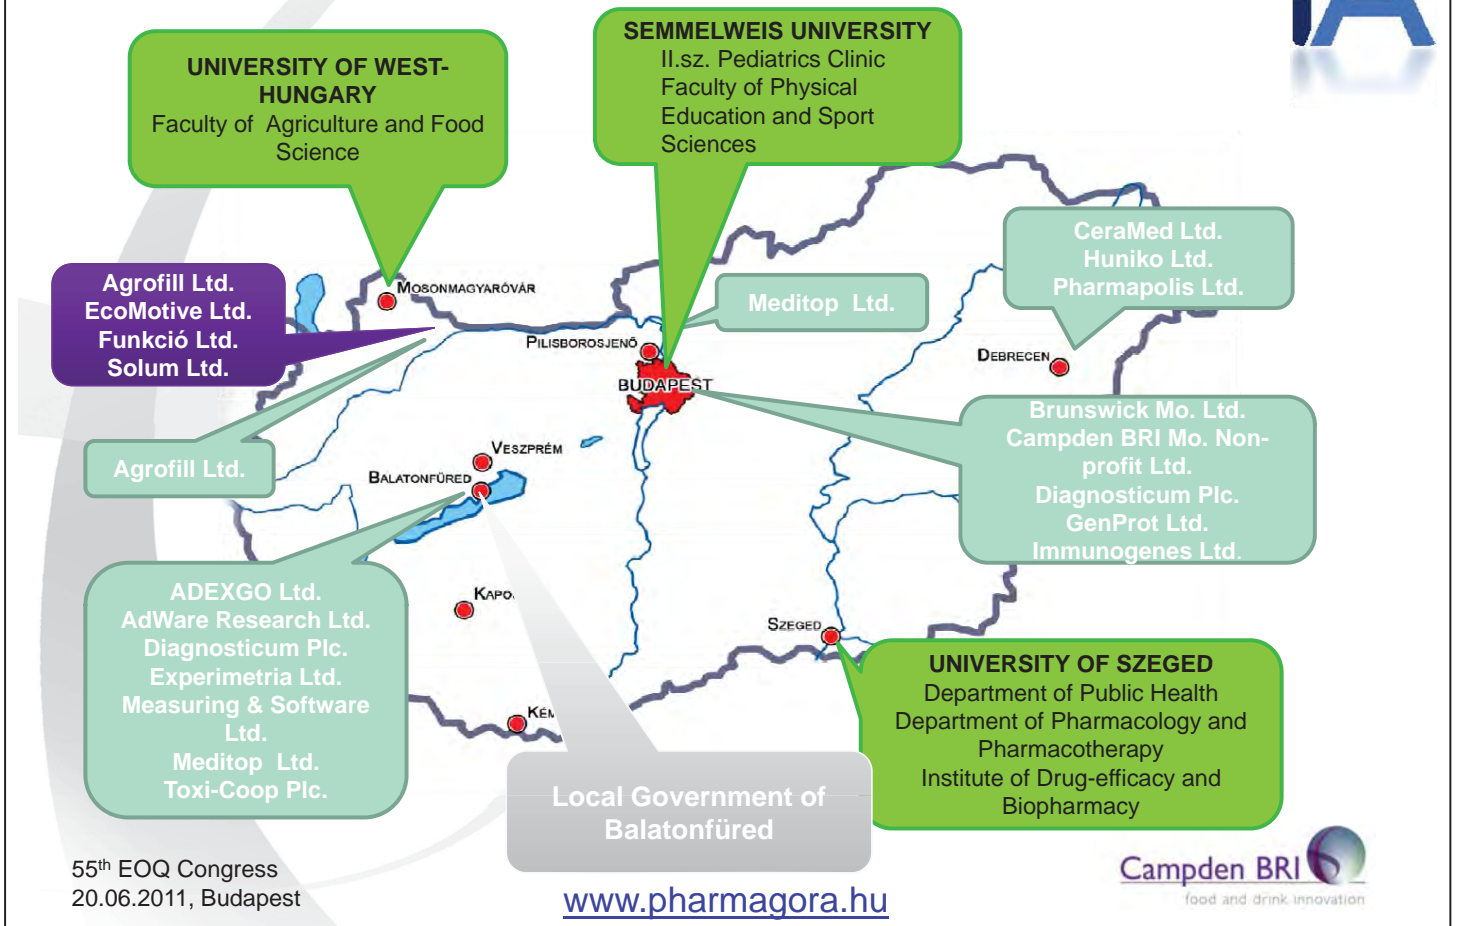 UNIVERSITY OF WEST-
HUNGARY
Faculty of Agriculture and Food
Science
SEMMELWEIS UNIVERSITY
II.sz. Pediatrics Clinic
Faculty of Physical
Education and Sport
Sciences
CeraMed Ltd.
Huniko Ltd.
Pharmapolis Ltd.
Agrofill Ltd.
EcoMotive Ltd.
Funkció Ltd.
Solum Ltd.
MOSONMAGYARÓVÁR
Meditop Ltd.
PILISBOROSJENŐ
DEBRECEN
BUDAPEST
Brunswick Mo. Ltd.
Campden BRI Mo. Non-
profit Ltd.
Diagnosticum Plc.
GenProt Ltd.
Immunogenes Ltd.
Agrofill Ltd.
VESZPRÉM
BALATONFÜRED
ADEXGO Ltd.
AdWare Research Ltd.
Diagnosticum Plc.
Experimetria Ltd.
Measuring & Software
Ltd.
Meditop Ltd.
Toxi-Coop Plc.
KAPO
SZEGED
KÉM
UNIVERSITY OF SZEGED
Department of Public Health
Department of Pharmacology and
Pharmacotherapy
Institute of Drug-efficacy and
Biopharmacy
Local Government of
Balatonfüred
55th EOQ Congress
20.06.2011, Budapest
www.pharmagora.hu
Campden BRI
food and drink innovation